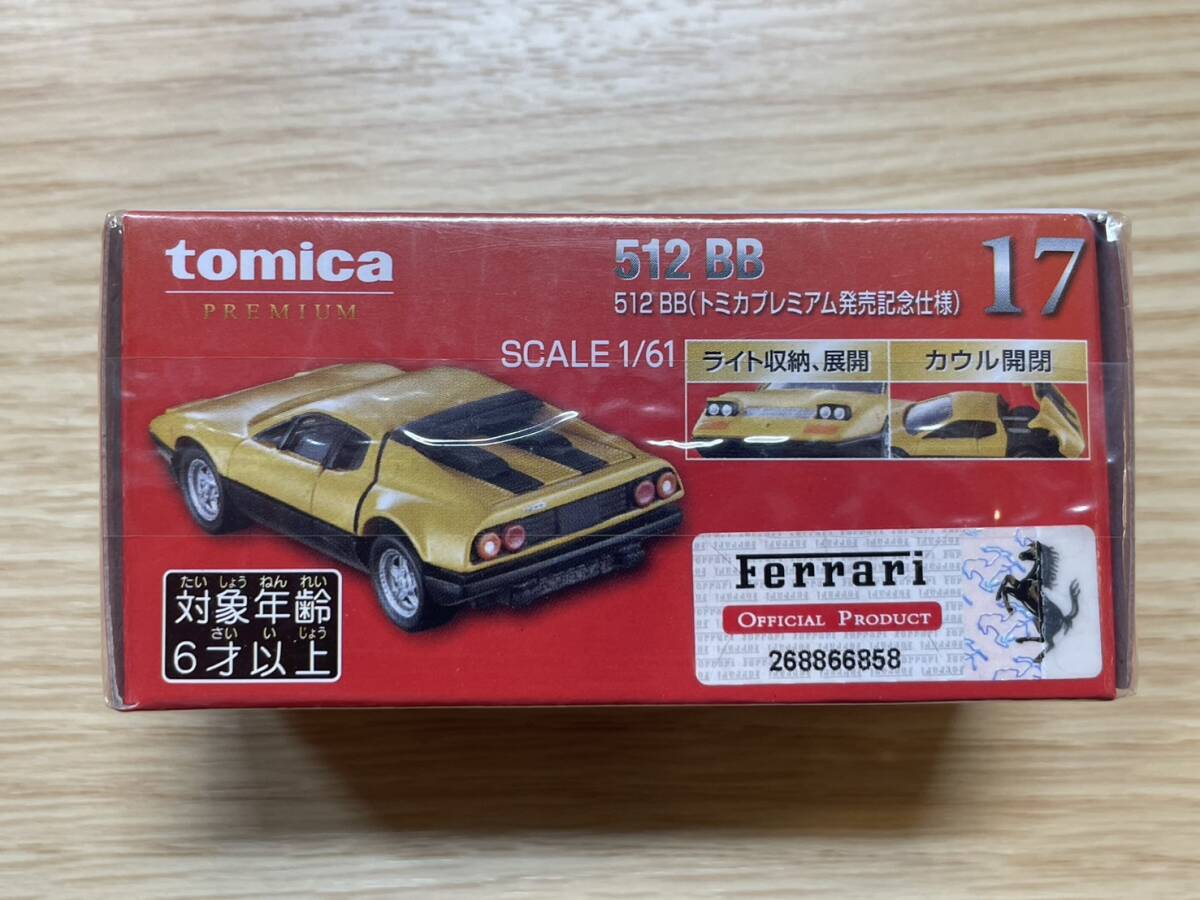 tomica
PREMIUM
512 BB
512 BB(トミカプレミアム発売記念仕様)
17
SCALE 1/61
ライト収納、展開
カウル開閉
たい しょう ねん れい
対象年齢
さい い じょう
6才以上
Ferrari
OFFICIAL PRODUCT
268866858